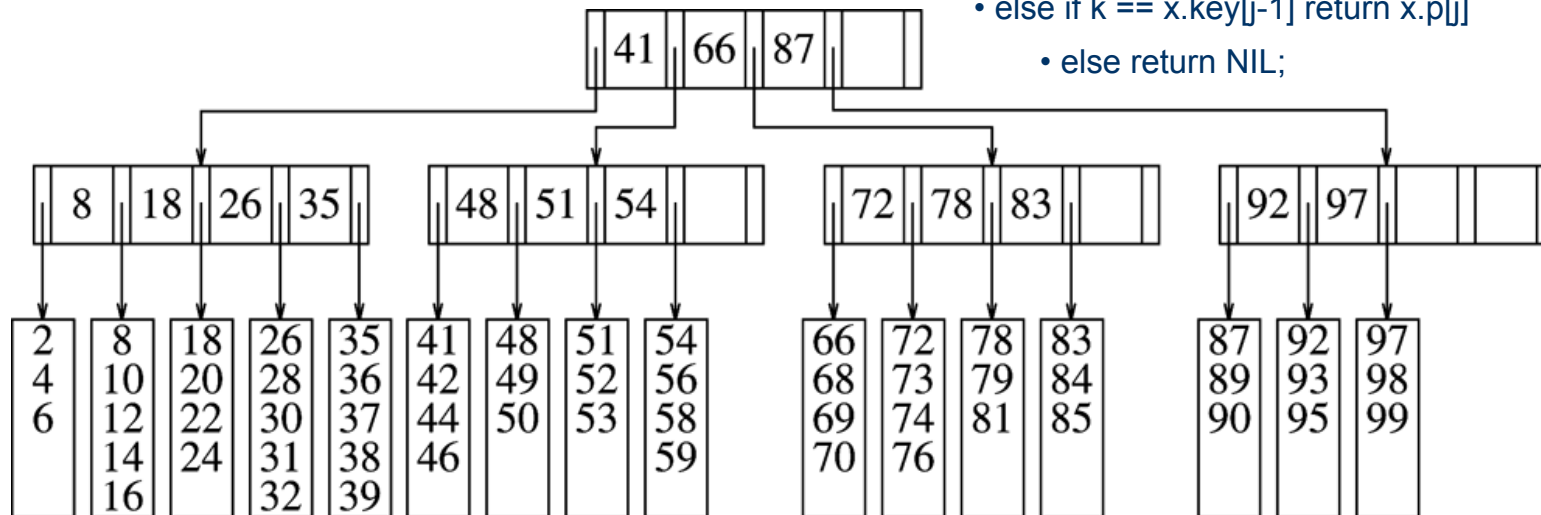 • else if k == x.key[j-1] return x.p[j]
• else return NIL;
41 66 87
8 18 26 35 48 51 54 72 78 83 92 97
2 8 18 26 35 41 48 51 54 66 72 78 83 87 92 97
4 10 20 28 36 42 49 52 56 68 73 79 84 89 93 98
6 12 22 30 37 44 50 53 58 69 74 81 85 90 95 99
14 24 31 38 46 59 70 76
16 32 39